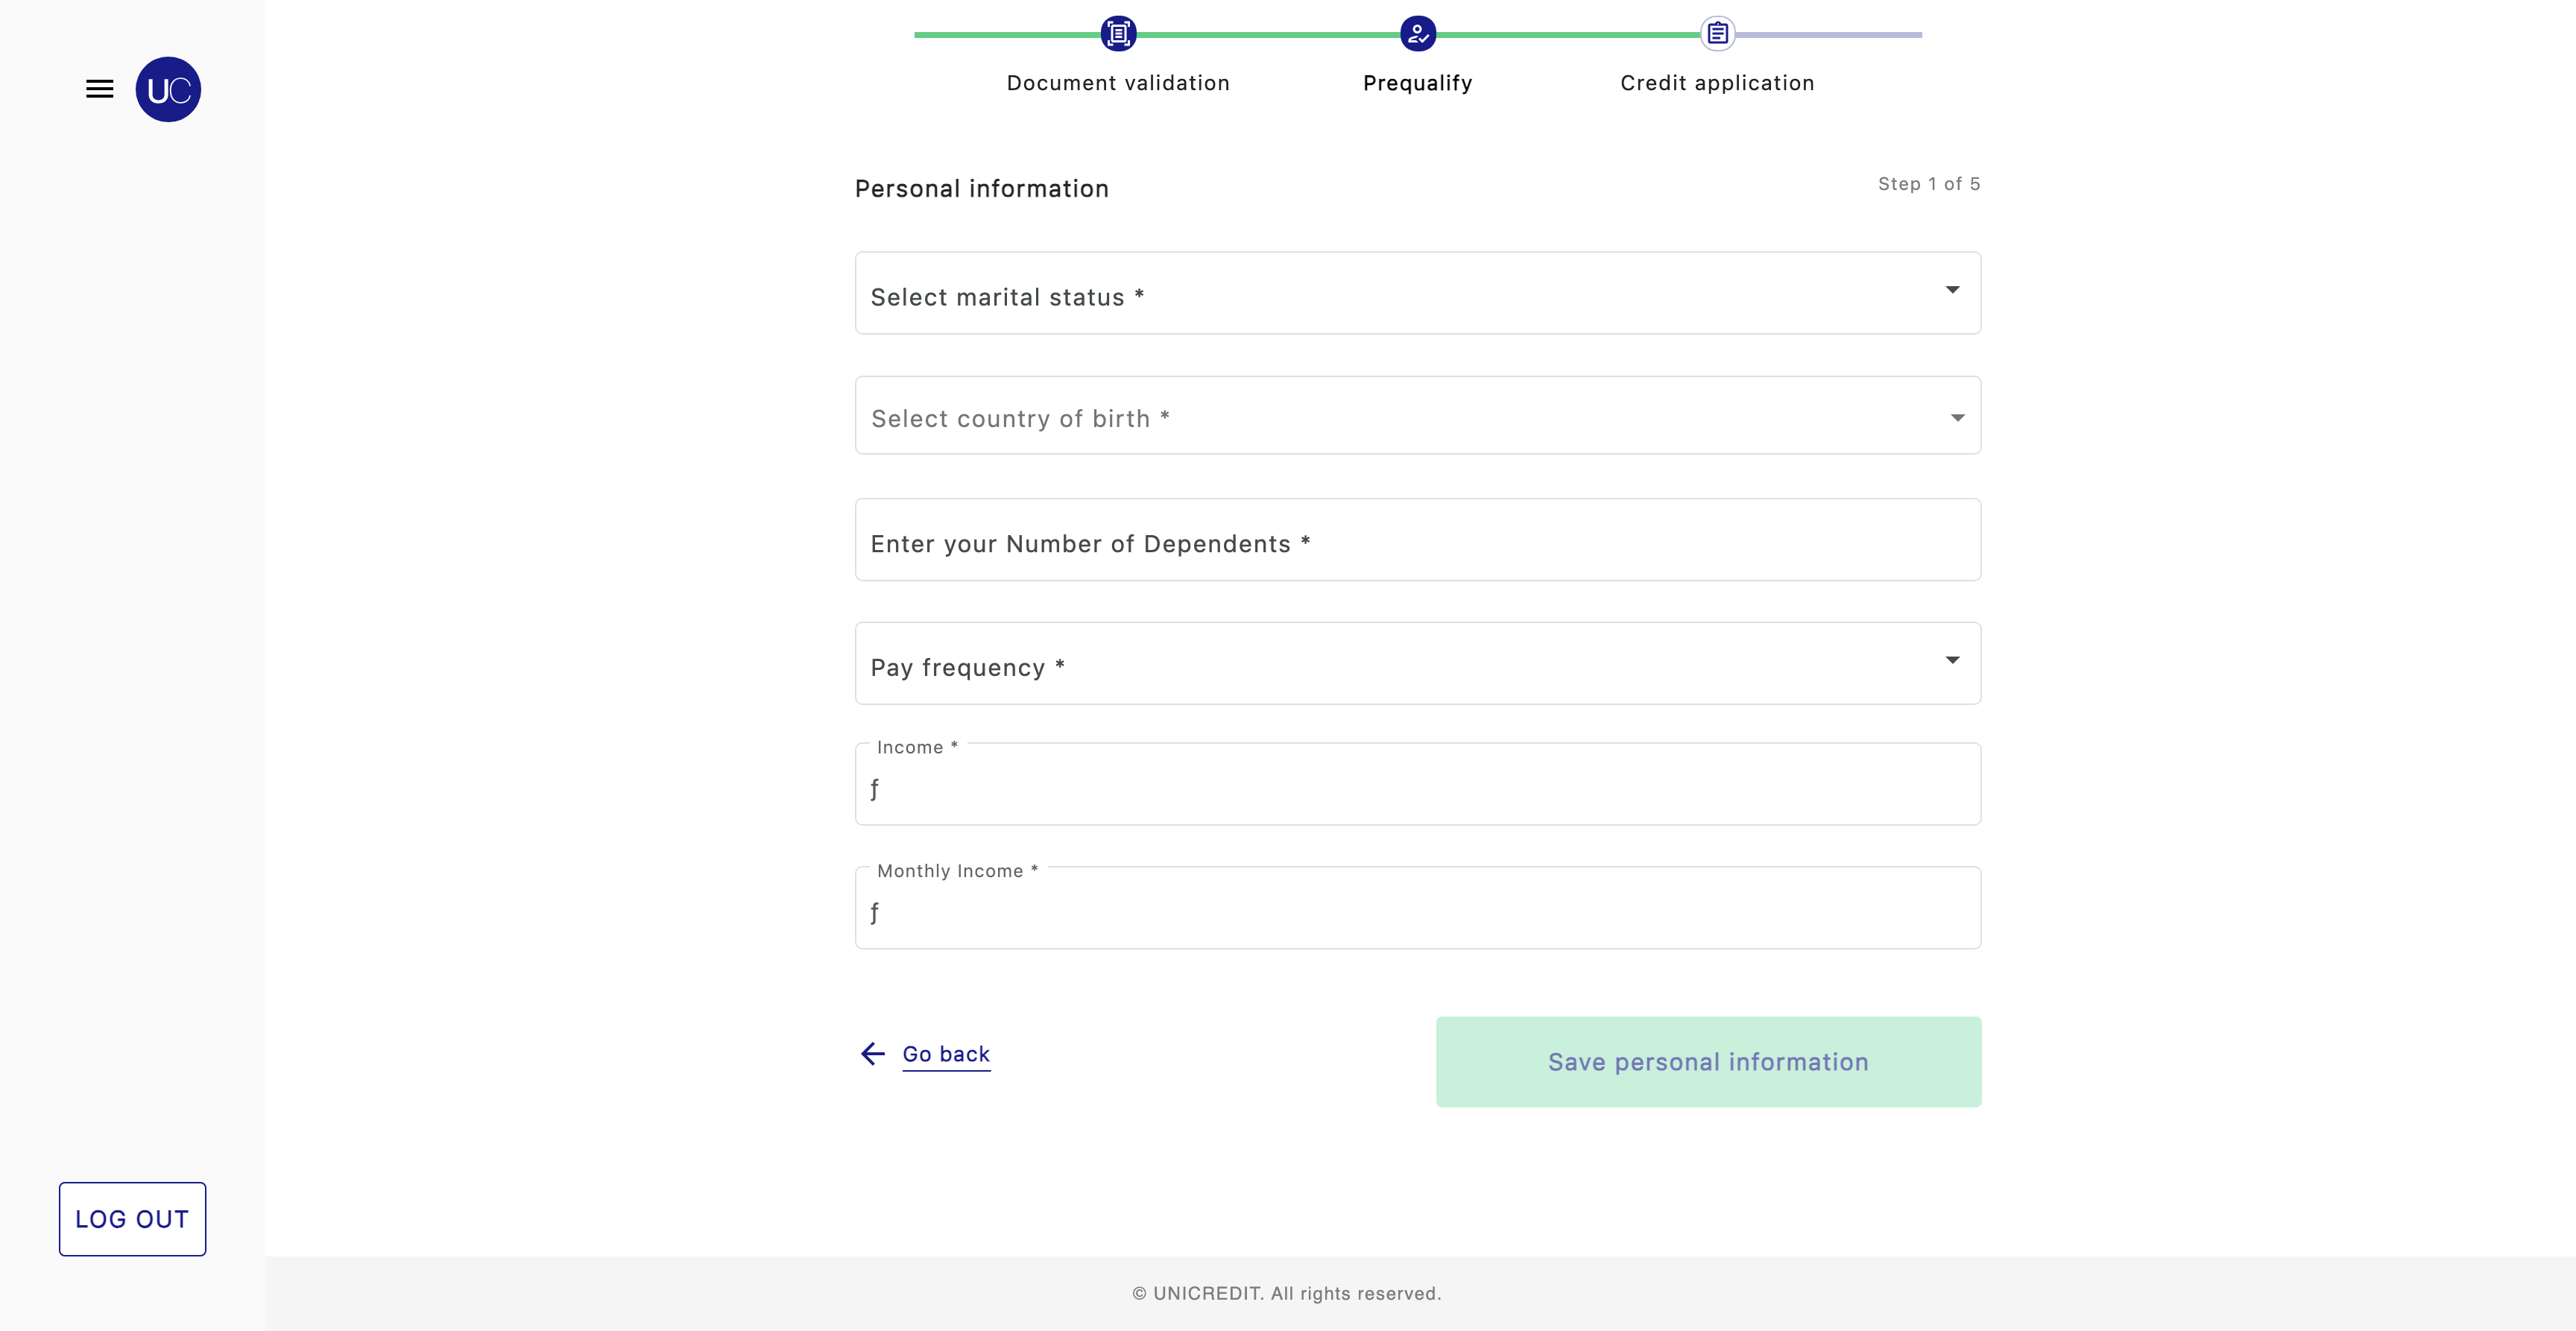 UC
Document validation
Prequalify
Credit application
Personal information
Step 1 of 5
Select marital status *
Select country of birth *
Enter your Number of Dependents *
Pay frequency *
Income *
ƒ
Monthly Income *
ƒ
Go back
Save personal information
LOG OUT
© UNICREDIT. All rights reserved.